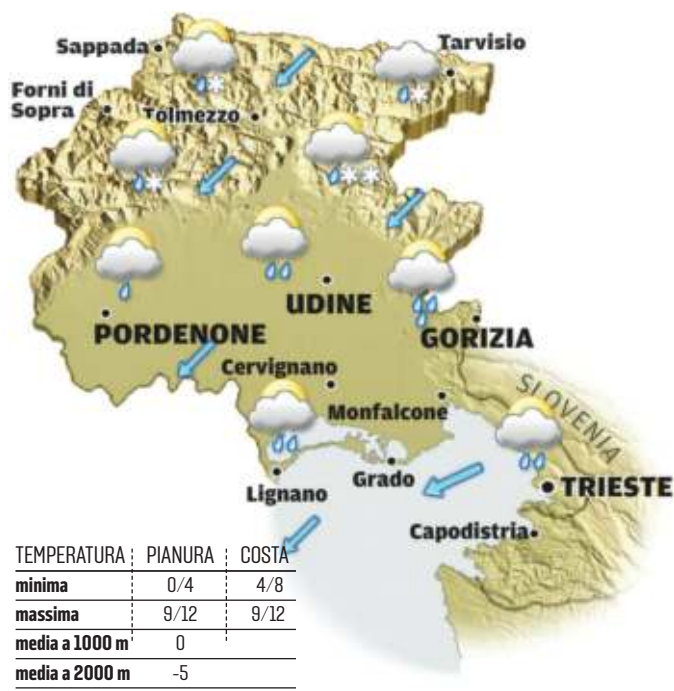 Sappada
Tarvisio
Forni di
Sopra
Tolmezzo
UDINE
PORDENONE
GORIZIA
Cervignano
SLOVENIA
Monfalcone
Grado
Lignano
TRIESTE
Capodistria
TEMPERATURA PIANURA COSTA
minima 0/4 4/8
massima 9/12 9/12
media a 1000 m 0
media a 2000 m -5